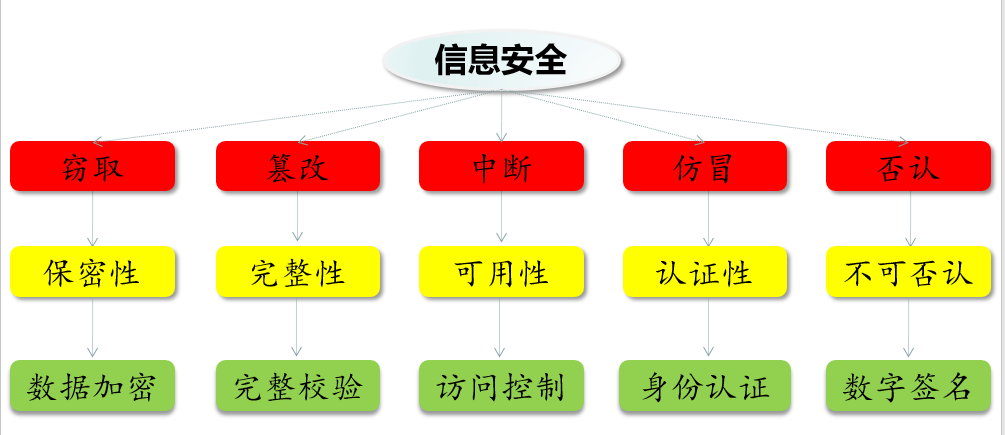 信息安全
窃取
篡改
中断
仿冒
否认
保密性
完整性
可用性
认证性
不可否认
数据加密
完整校验
访问控制
身份认证
数字签名